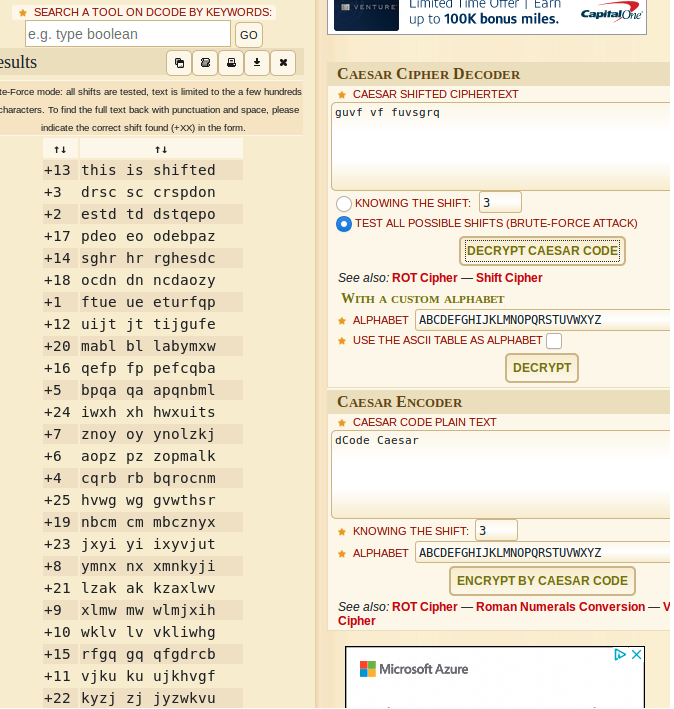 SEARCH A TOOL ON DCODE BY KEYWORDS:
e.g. type boolean
GO
esults
te-Force mode: all shifts are tested, text is limited to the a few hundreds
characters. To find the full text back with punctuation and space, please
indicate the correct shift found (+XX) in the form.
↑↓ ↑↓
+13 this is shifted
+3 drsc sc crspdon
+2 estd td dstqepo
+17 pdeo eo odebpaz
+14 sghr hr rghesdc
+18 ocdn dn ncdaozy
+1 ftue ue eturfqp
+12 uijt jt tijgufe
+20 mabl bl labymxw
+16 qefp fp pefcqba
+5 bpqa qa apqnbml
+24 iwxh xh hwxuits
+7 znoy oy ynolzkj
+6 aopz pz zopmalk
+4 cqrb rb bqrocnm
+25 hvwg wg gvwthsr
+19 nbcm cm mbcznyx
+23 jxyi yi ixyvjut
+8 ymnx nx xmnkyji
+21 lzak ak kzaxlwv
+9 xlmw mw wlmjxih
+10 wklv lv vkliwhg
+15 rfgq gq qfgdrcb
+11 vjku ku ujkhvgf
+22 kyzj zj jyzwkvu
VENTURE
Limited Time Offer | Earn
up to 100K bonus miles.
Capital One
CAESAR CIPHER DECODER
CAESAR SHIFTED CIPHERTEXT
guvf vf fuvsgrq
KNOWING THE SHIFT: 3
TEST ALL POSSIBLE SHIFTS (BRUTE-FORCE ATTACK)
DECRYPT CAESAR CODE
See also: ROT Cipher — Shift Cipher
WITH A CUSTOM ALPHABET
ALPHABET ABCDEFGHIJKLMNOPQRSTUVWXYZ
USE THE ASCII TABLE AS ALPHABET
DECRYPT
CAESAR ENCODER
CAESAR CODE PLAIN TEXT
dCode Caesar
KNOWING THE SHIFT: 3
ALPHABET ABCDEFGHIJKLMNOPQRSTUVWXYZ
ENCRYPT BY CAESAR CODE
See also: ROT Cipher — Roman Numerals Conversion — V
Cipher
Microsoft Azure